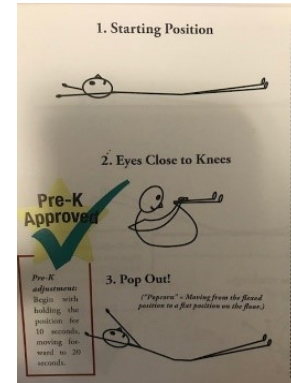 1. Starting Position
2. Eyes Close to Knees
Pre-K
Approved
3. Pop Out!
("Popcorn" = Moving from the flexed
position to a flat position on the floor.)
Pre-K
adjustment:
Begin with
holding the
position for
10 seconds,
moving for-
ward to 20
seconds.